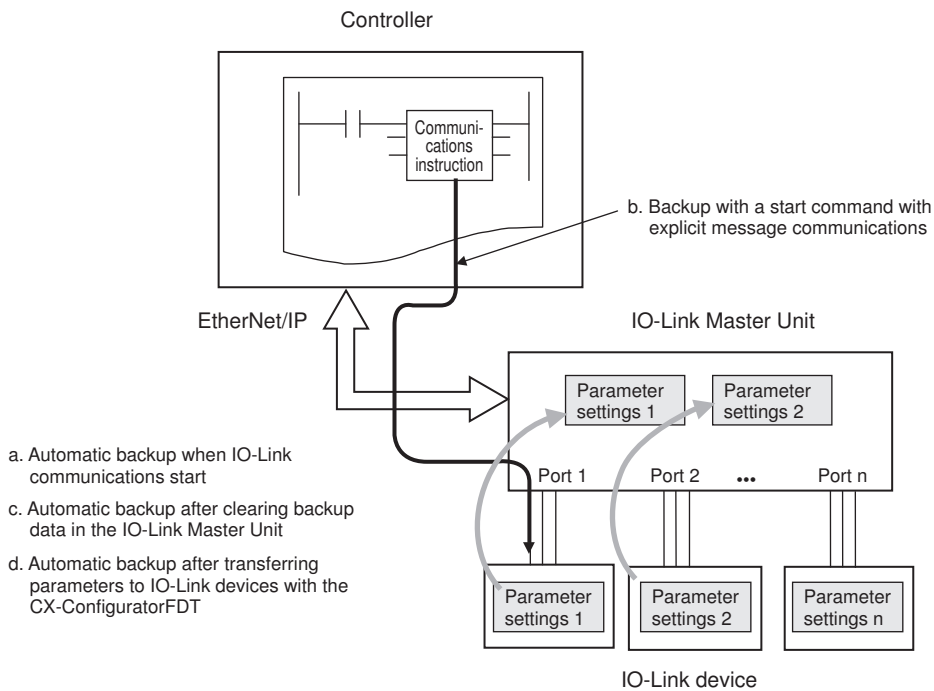 Controller
Communi-
cations
instruction
b. Backup with a start command with
explicit message communications
EtherNet/IP
IO-Link Master Unit
Parameter
settings 1
Parameter
settings 2
a. Automatic backup when IO-Link
communications start
c. Automatic backup after clearing backup
data in the IO-Link Master Unit
d. Automatic backup after transferring
parameters to IO-Link devices with the
CX-ConfiguratorFDT
Port 1
Port 2
•••
Port n
Parameter
settings 1
Parameter
settings 2
Parameter
settings n
IO-Link device